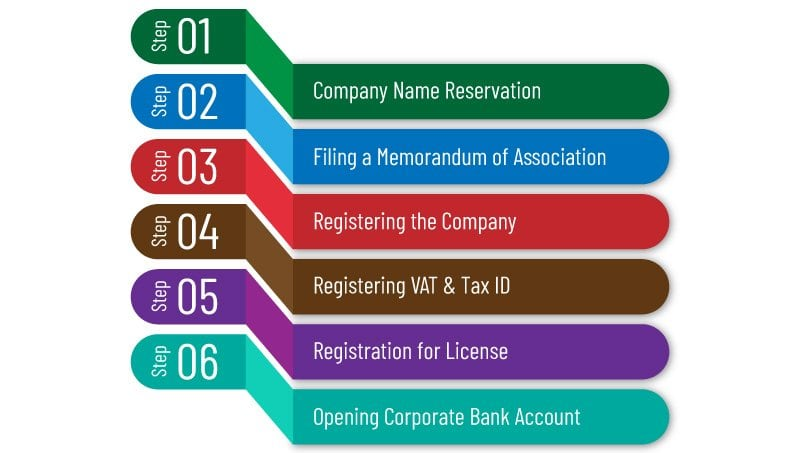 Step 01
Company Name Reservation
Step 02
Filing a Memorandum of Association
Step 03
Registering the Company
Step 04
Registering VAT & Tax ID
Step 05
Registration for License
Step 06
Opening Corporate Bank Account